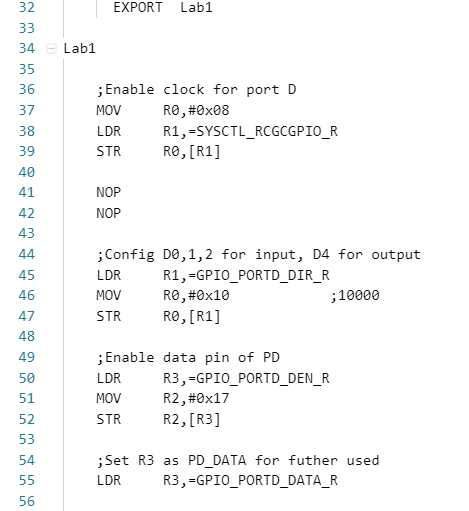 32 EXPORT Lab1
33
34 Lab1
35
36 ;Enable clock for port D
37 MOV R0,#0x08
38 LDR R1,=SYSCTL_RCGCGPIO_R
39 STR R0,[R1]
40
41 NOP
42 NOP
43
44 ;Config D0,1,2 for input, D4 for output
45 LDR R1,=GPIO_PORTD_DIR_R
46 MOV R0,#0x10 ;10000
47 STR R0,[R1]
48
49 ;Enable data pin of PD
50 LDR R3,=GPIO_PORTD_DEN_R
51 MOV R2,#0x17
52 STR R2,[R3]
53
54 ;Set R3 as PD_DATA for futher used
55 LDR R3,=GPIO_PORTD_DATA_R
56